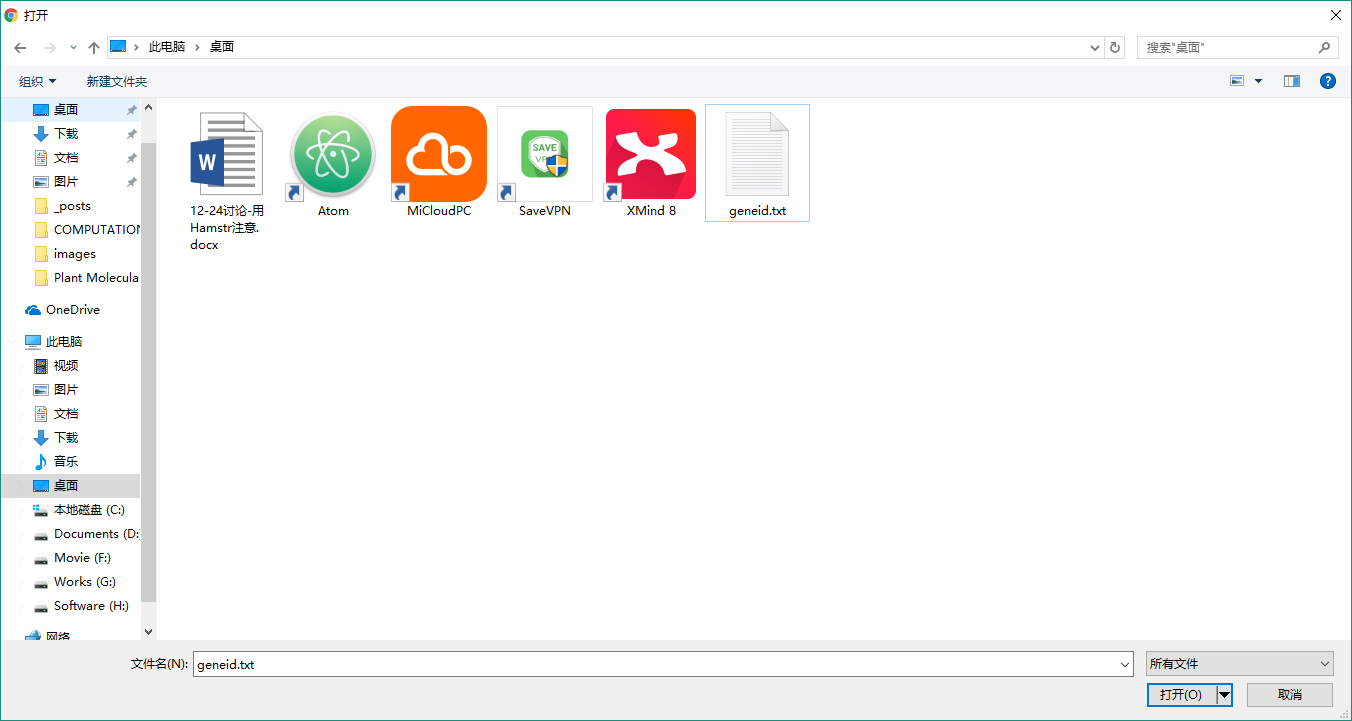 打开
此电脑
桌面
搜索"桌面"
组织
新建文件夹
桌面
下载
文档
图片
_posts
COMPUTATION
images
Plant Molecula
OneDrive
此电脑
视频
图片
文档
下载
音乐
桌面
本地磁盘 (C:)
Documents (D:
Movie (F:)
Works (G:)
Software (H:)
网络
W
12-24讨论-用
Hamstr注意.
docx
Atom
MiCloudPC
SAVE
VPN
SaveVPN
XMind 8
geneid.txt
文件名(N):
geneid.txt
所有文件
打开(O)
取消